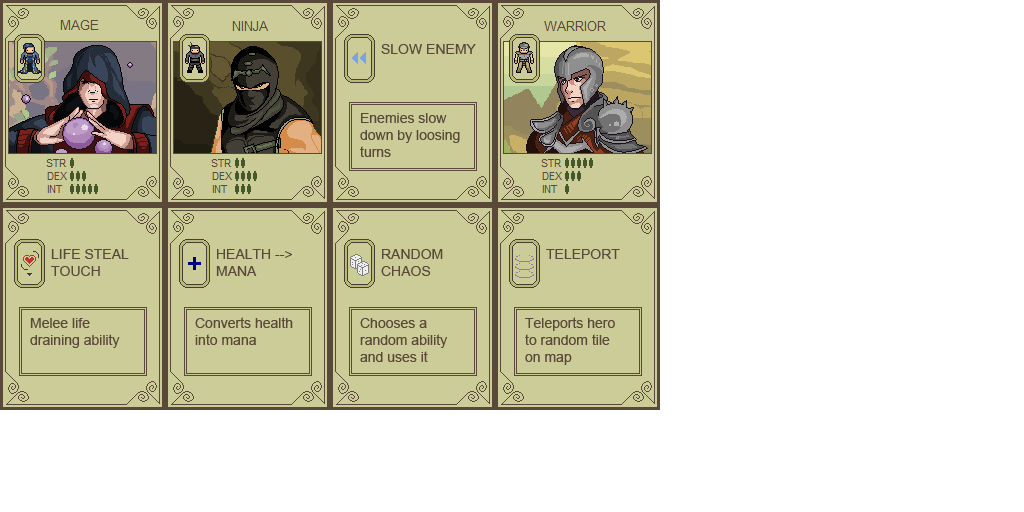 MAGE
STR
DEX
INT
NINJA
STR
DEX
INT
SLOW ENEMY
Enemies slow
down by loosing
turns
WARRIOR
STR
DEX
INT
LIFE STEAL
TOUCH
Melee life
draining ability
HEALTH -->
MANA
Converts health
into mana
RANDOM
CHAOS
Chooses a
random ability
and uses it
TELEPORT
Teleports hero
to random tile
on map